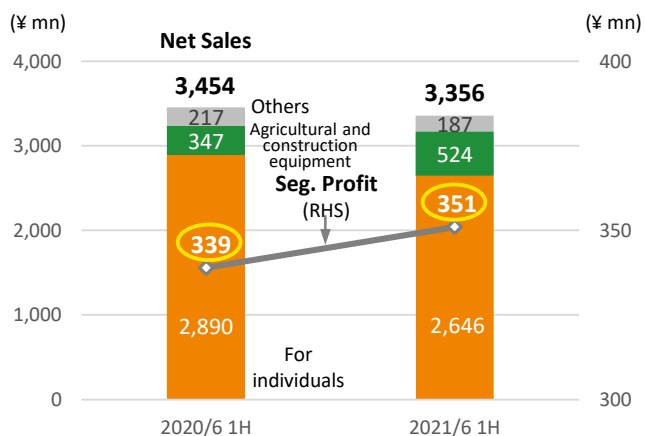 (¥ mn)
(¥ mn)
Net Sales
4,000
400
3,454
3,356
217
Others
187
3,000
347
Agricultural and
construction
equipment
524
Seg. Profit
(RHS)
351
2,000
350
339
1,000
2,890
2,646
For
individuals
0
300
2020/6 1H
2021/6 1H